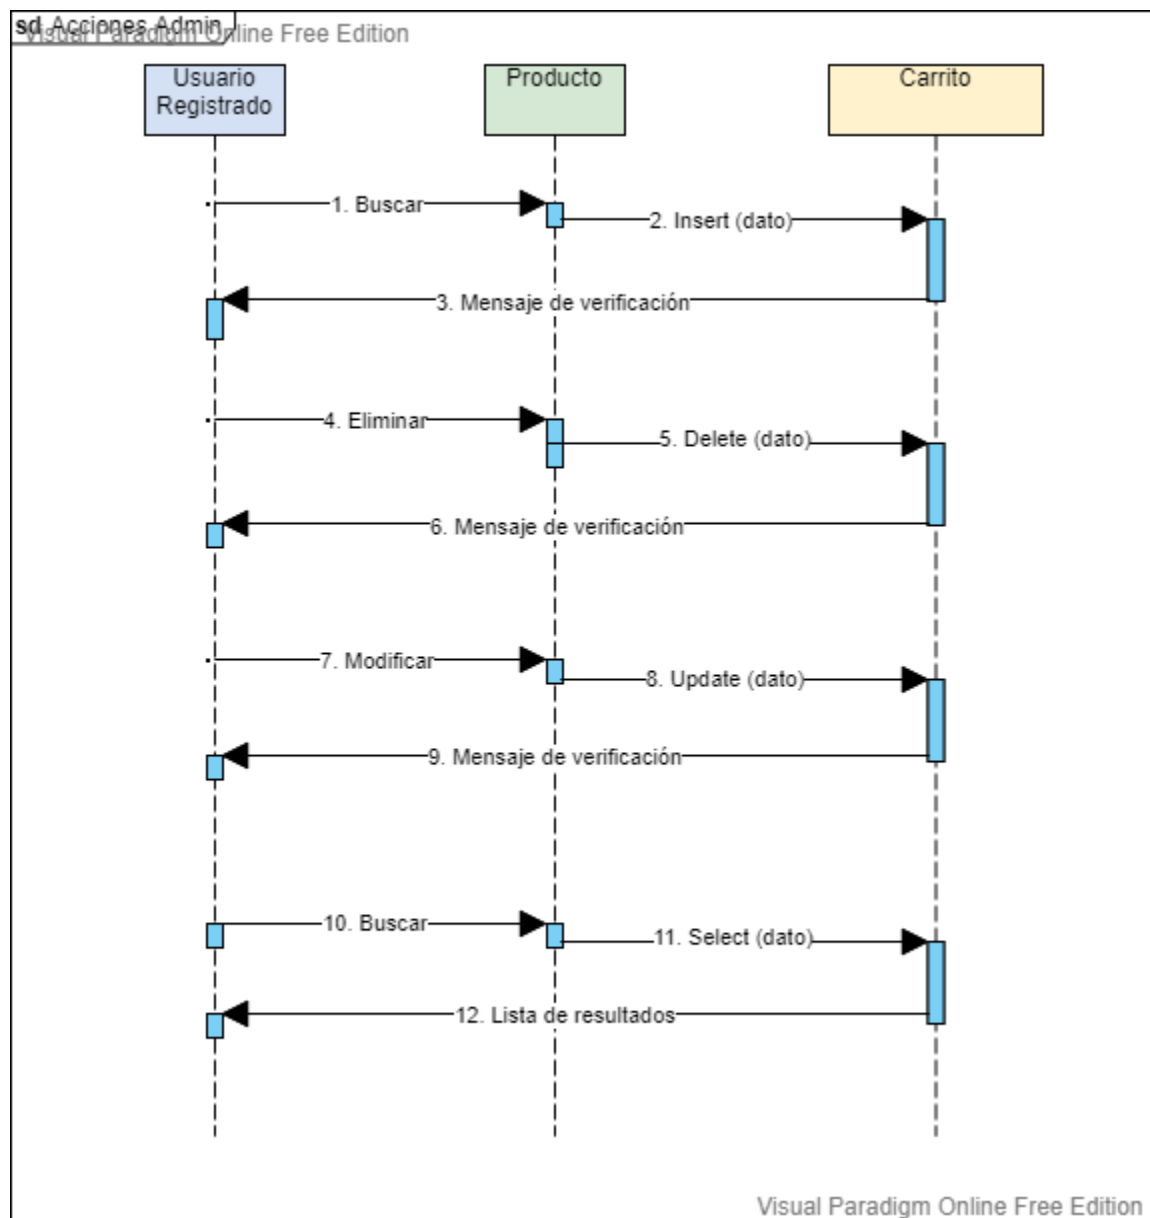 sd Acciones Admin
Visual Paradigm Online Free Edition
Usuario
Registrado
Producto
Carrito
1. Buscar
2. Insert (dato)
3. Mensaje de verificación
4. Eliminar
5. Delete (dato)
6. Mensaje de verificación
7. Modificar
8. Update (dato)
9. Mensaje de verificación
10. Buscar
11. Select (dato)
12. Lista de resultados
Visual Paradigm Online Free Edition